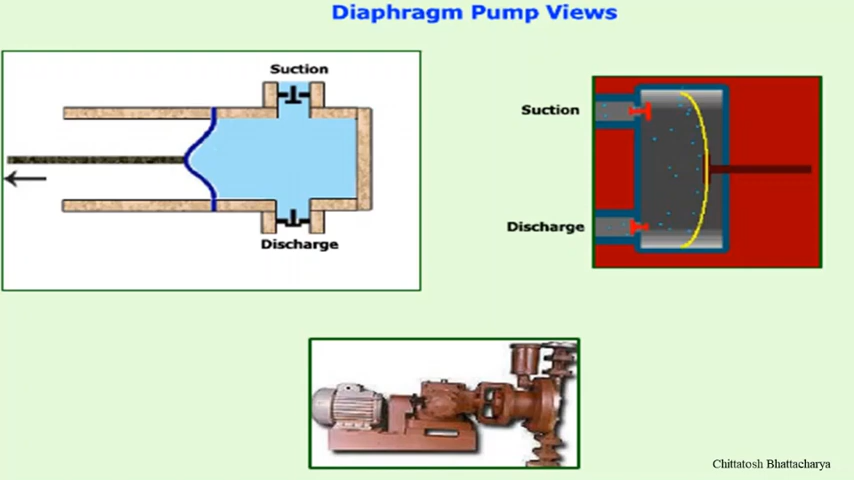 Diaphragm Pump Views
Suction
Discharge
Suction
Discharge
Chittatosh Bhattacharya